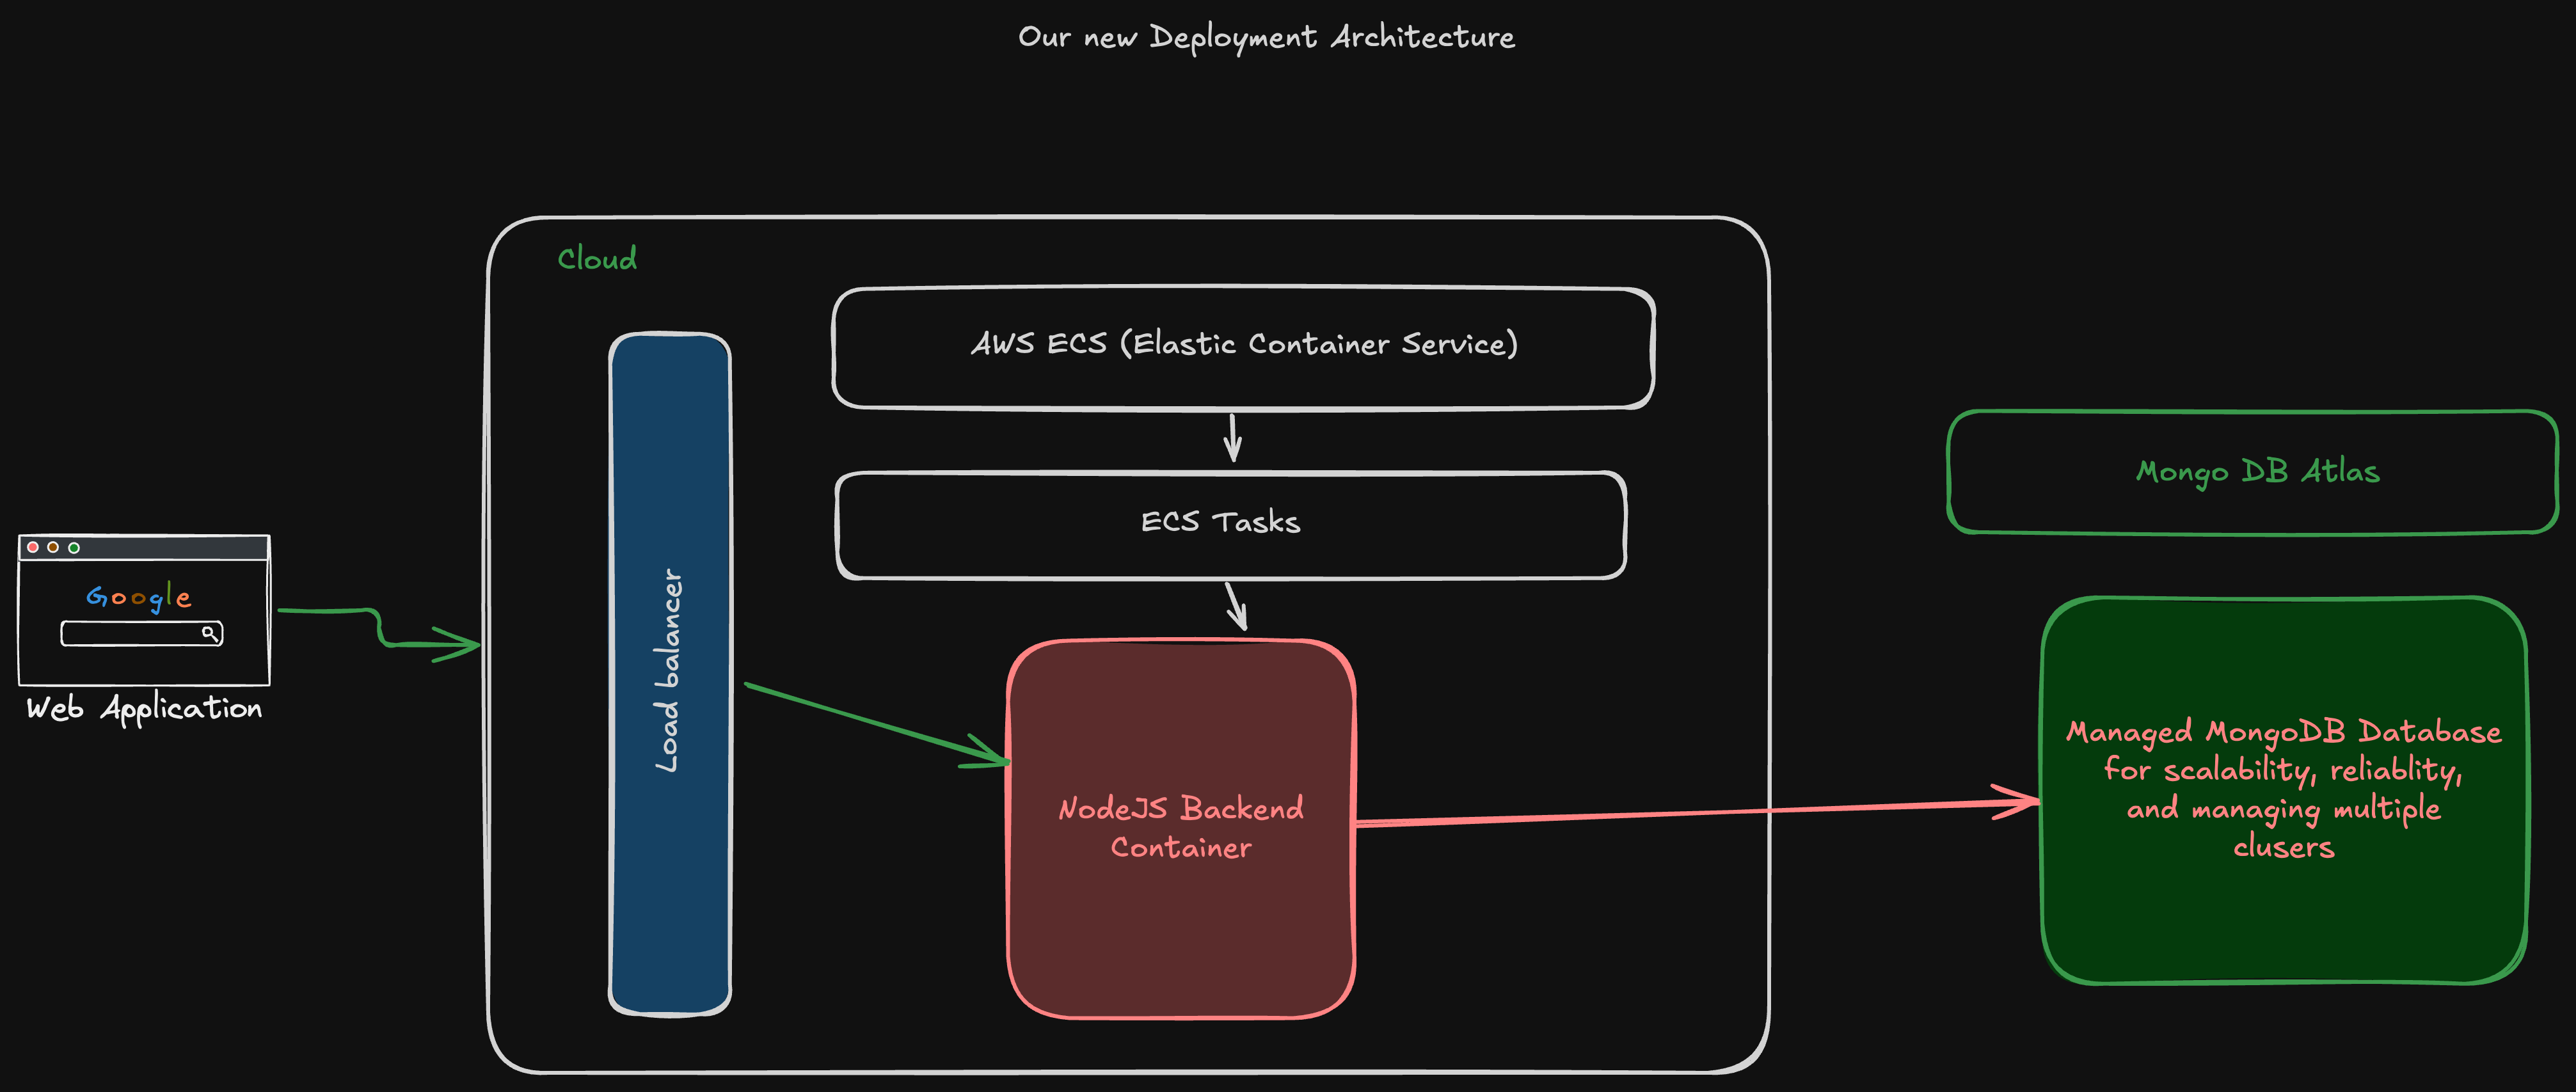 Our new Deployment Architecture
Cloud
AWS ECS (Elastic Container Service)
ECS Tasks
Load balancer
Google
Web Application
NodeJS Backend
Container
Mongo DB Atlas
Managed MongoDB Database
for scalability, reliablity,
and managing multiple
clusers